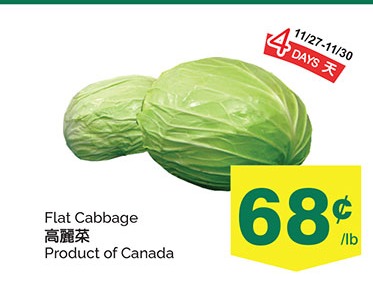 11/27-11/30
4 DAYS 天
Flat Cabbage
高麗菜
Product of Canada
68¢
/lb